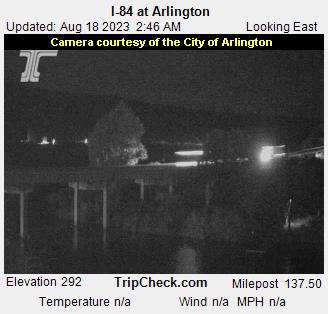 I-84 at Arlington
Updated: Aug 18 2023 2:46 AM Looking East
Camera courtesy of the City of Arlington
Elevation 292 TripCheck.com Milepost 137.50
Temperature n/a Wind n/a MPH n/a